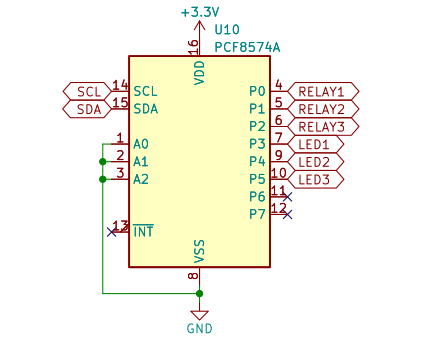 +3.3V
U10
PCF8574A
16
VDD
SCL 14 SCL P0 4 RELAY1
SDA 15 SDA P1 5 RELAY2
P2 6 RELAY3
1 A0 P3 7 LED1
2 A1 P4 9 LED2
3 A2 P5 10 LED3
P6 11
P7 12
13 INT
VSS
8
GND